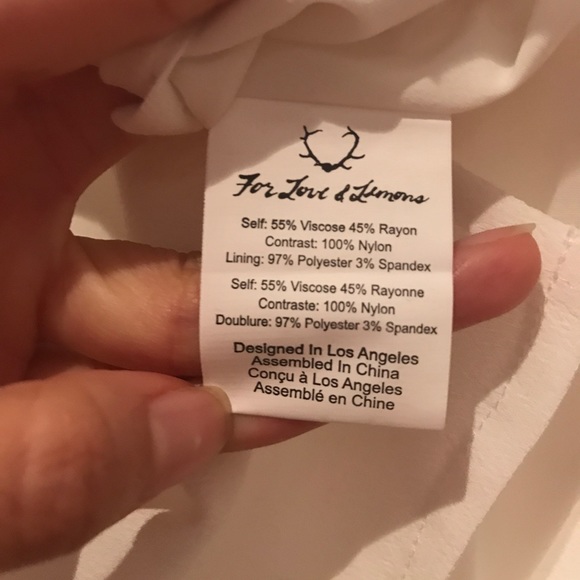 For Love & Lemons
Self: 55% Viscose 45% Rayon
Contrast: 100% Nylon
Lining: 97% Polyester 3% Spandex
Self: 55% Viscose 45% Rayonne
Contraste: 100% Nylon
Doublure: 97% Polyester 3% Spandex
Designed In Los Angeles
Assembled In China
Conçu à Los Angeles
Assemblé en Chine